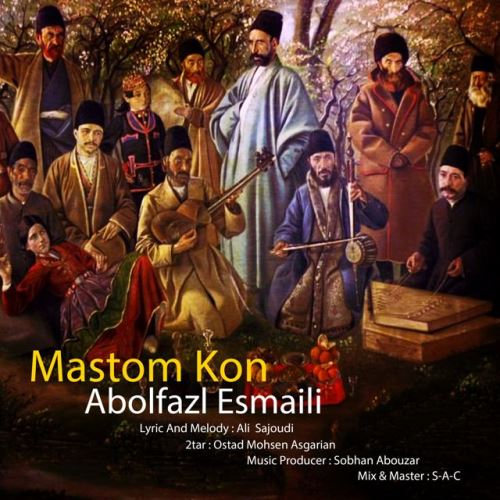 Mastom Kon
Abolfazl Esmaili
Lyric And Melody : Ali Sajoudi
2tar : Ostad Mohsen Asgarian
Music Producer : Sobhan Abouzar
Mix & Master : S-A-C